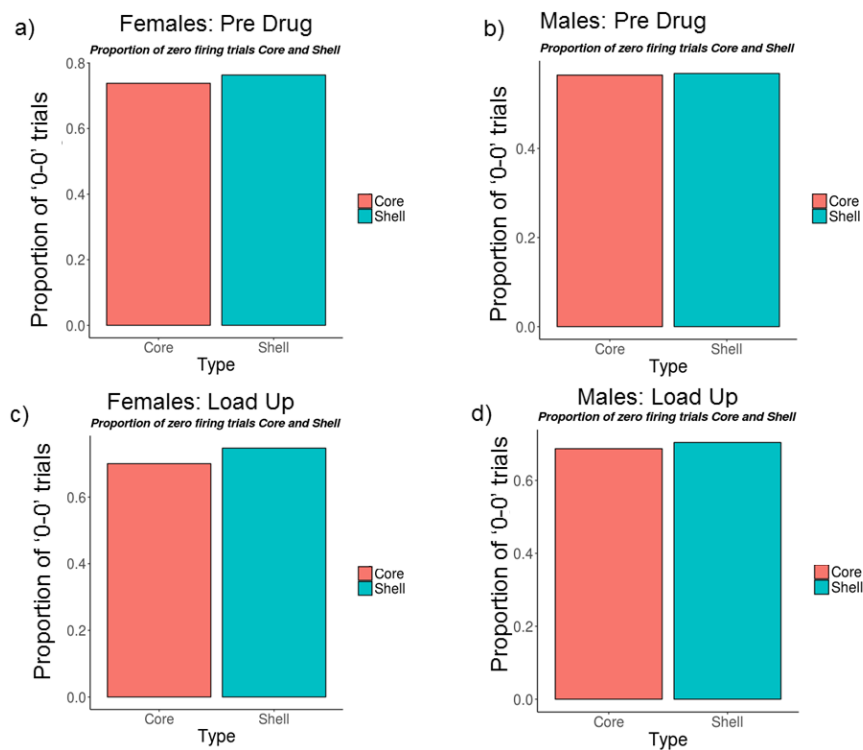 a)
Females: Pre Drug
Proportion of zero firing trials Core and Shell
Proportion of ‘0-0’ trials
0.8
0.6
0.4
0.2
0.0
Core
Shell
Type
Core
Shell
b)
Males: Pre Drug
Proportion of zero firing trials Core and Shell
Proportion of ‘0-0’ trials
0.4
0.2
0.0
Core
Shell
Type
Core
Shell
c)
Females: Load Up
Proportion of zero firing trials Core and Shell
Proportion of ‘0-0’ trials
0.6
0.4
0.2
0.0
Core
Shell
Type
Core
Shell
d)
Males: Load Up
Proportion of zero firing trials Core and Shell
Proportion of ‘0-0’ trials
0.6
0.4
0.2
0.0
Core
Shell
Type
Core
Shell